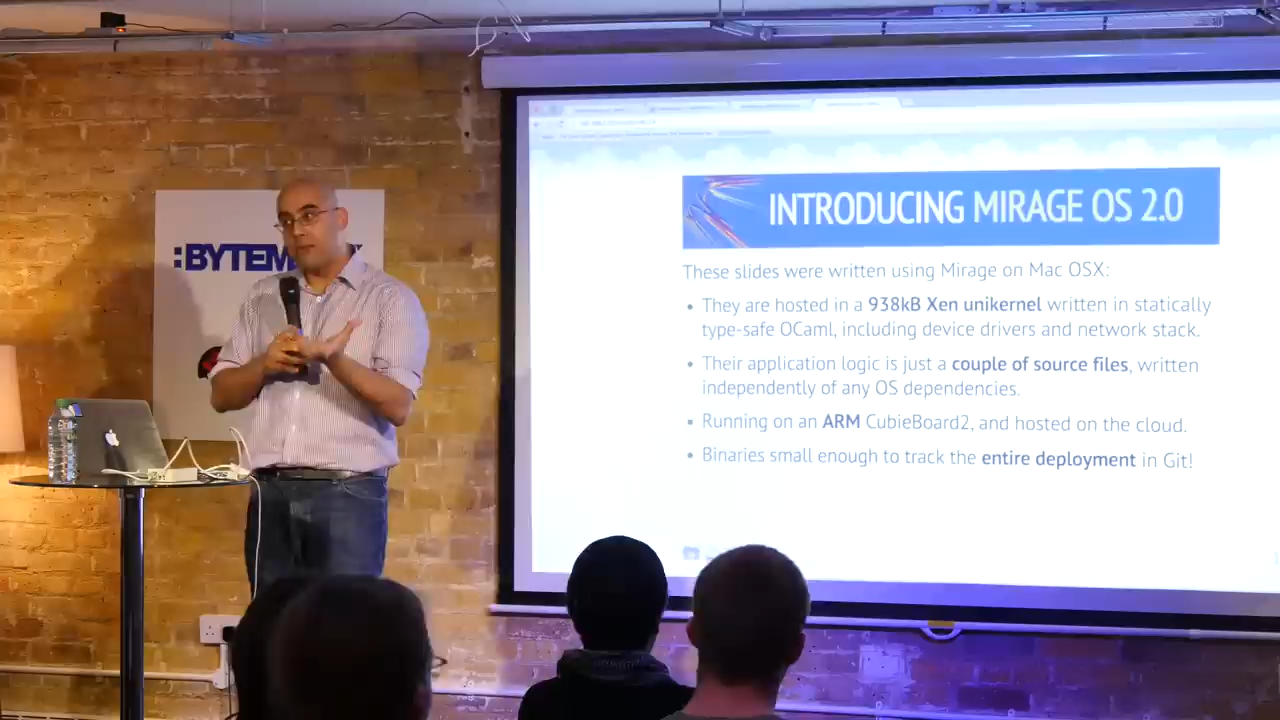 :BYTEM
INTRODUCING MIRAGE OS 2.0
These slides were written using Mirage on Mac OSX:
• They are hosted in a 938kB Xen unikernel written in statically
type-safe OCaml, including device drivers and network stack.
• Their application logic is just a couple of source files, written
independently of any OS dependencies.
• Running on an ARM CubieBoard2, and hosted on the cloud.
• Binaries small enough to track the entire deployment in Git!